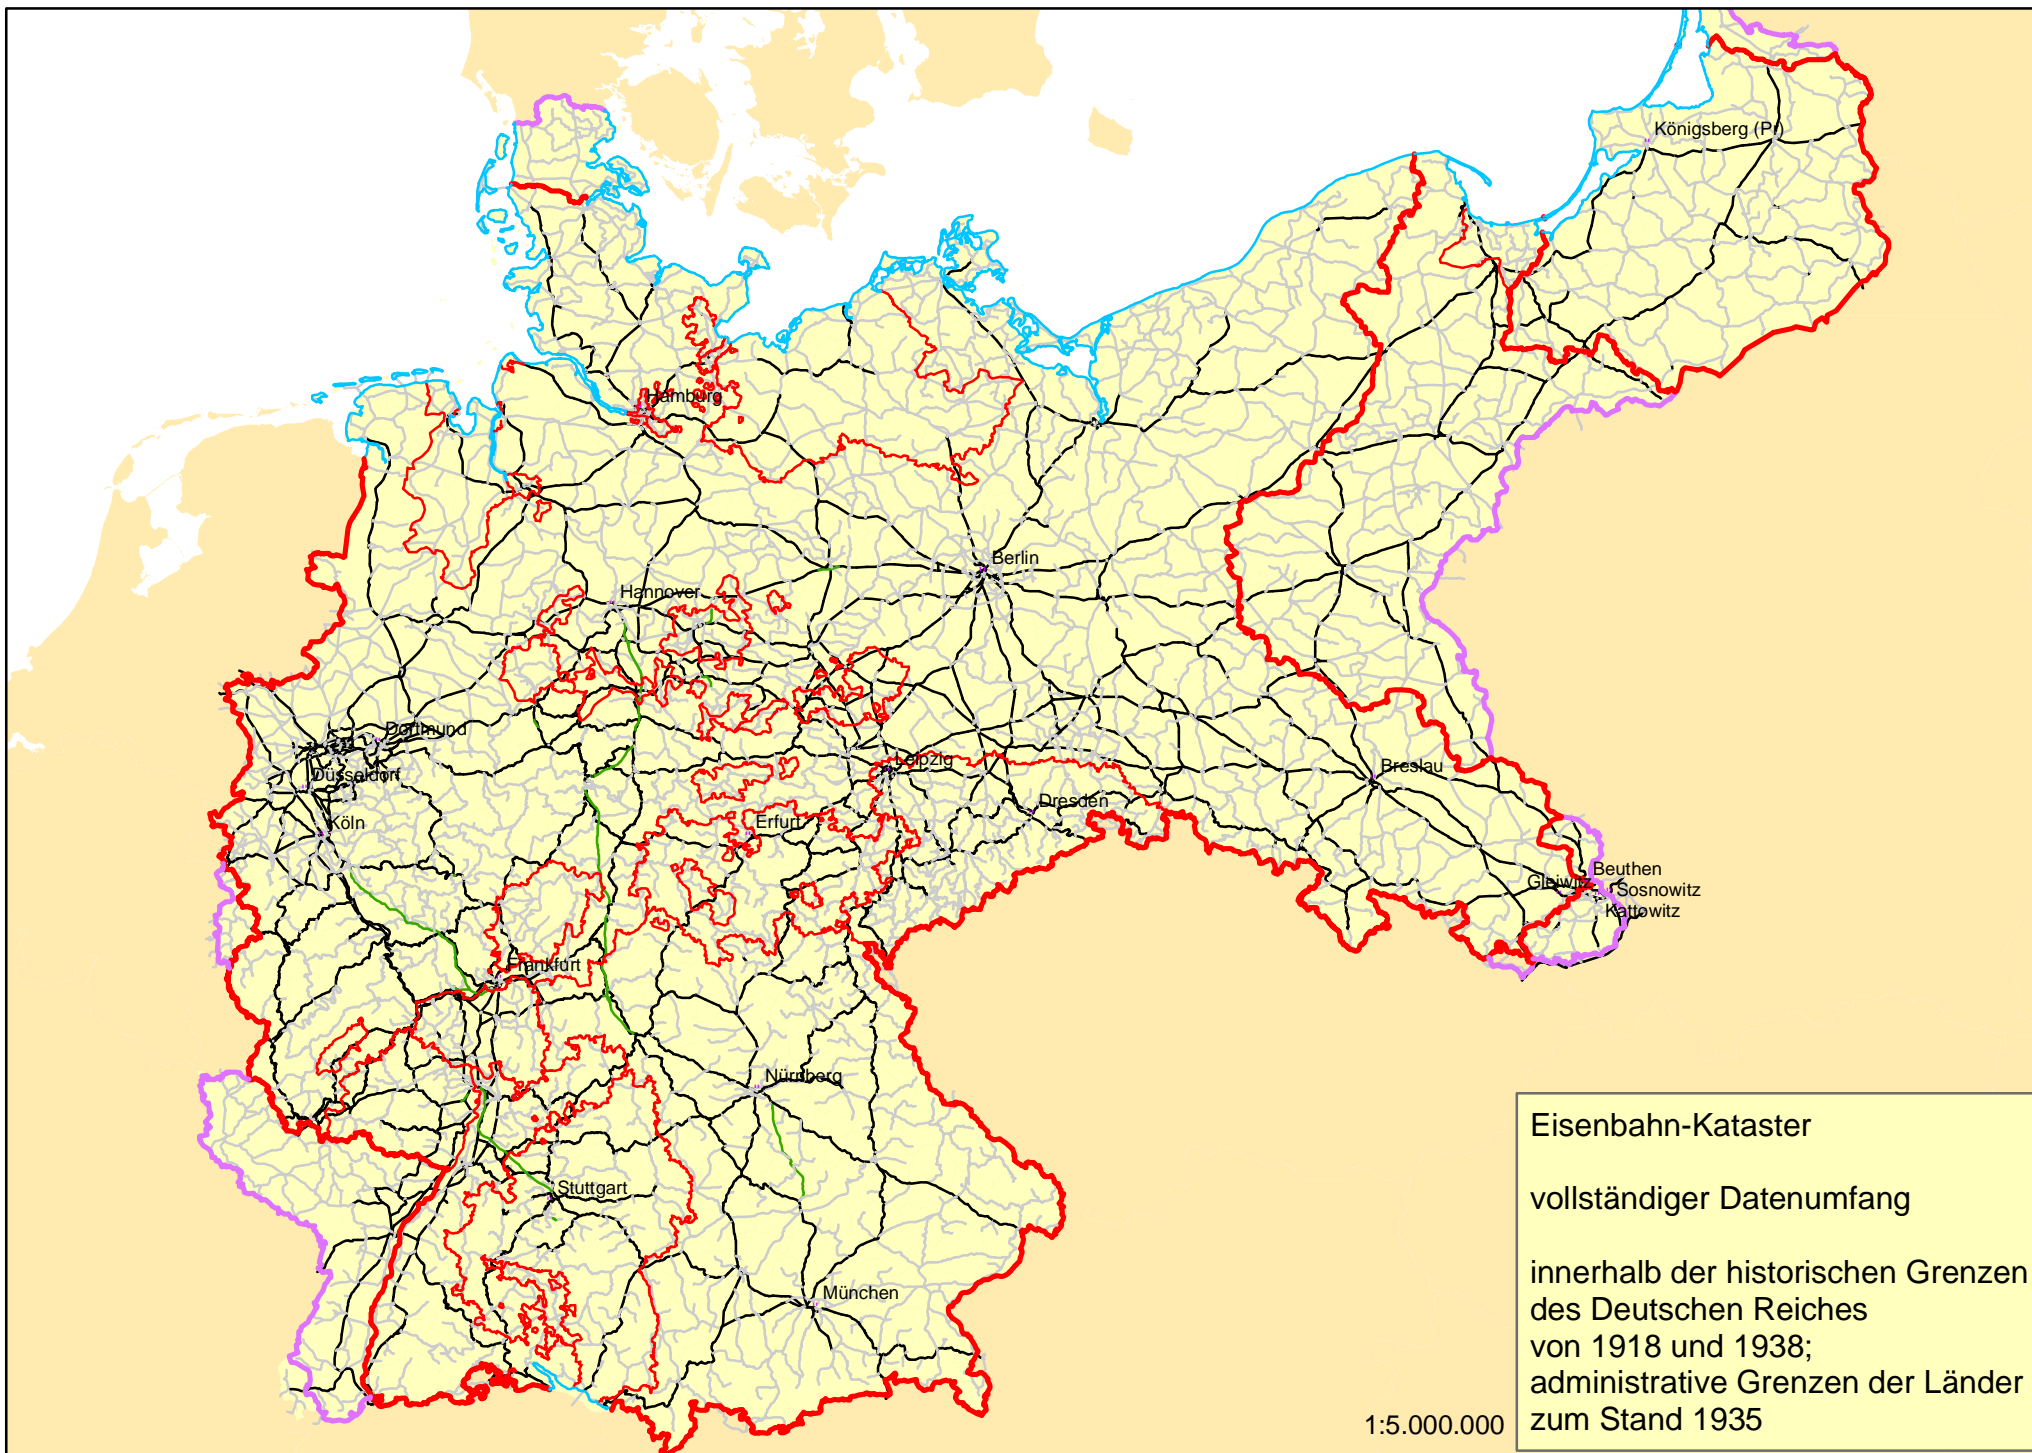 Königsberg (Pr)
Hamburg
Berlin
Hannover
Dortmund
Düsseldorf
Leipzig
Breslau
Köln
Dresden
Erfurt
Beuthen
Gleiwitz
Sosnowitz
Kattowitz
Frankfurt
Nürnberg
Stuttgart
München
Eisenbahn-Kataster
vollständiger Datenumfang
innerhalb der historischen Grenzen
des Deutschen Reiches
von 1918 und 1938;
administrative Grenzen der Länder
zum Stand 1935
1:5.000.000